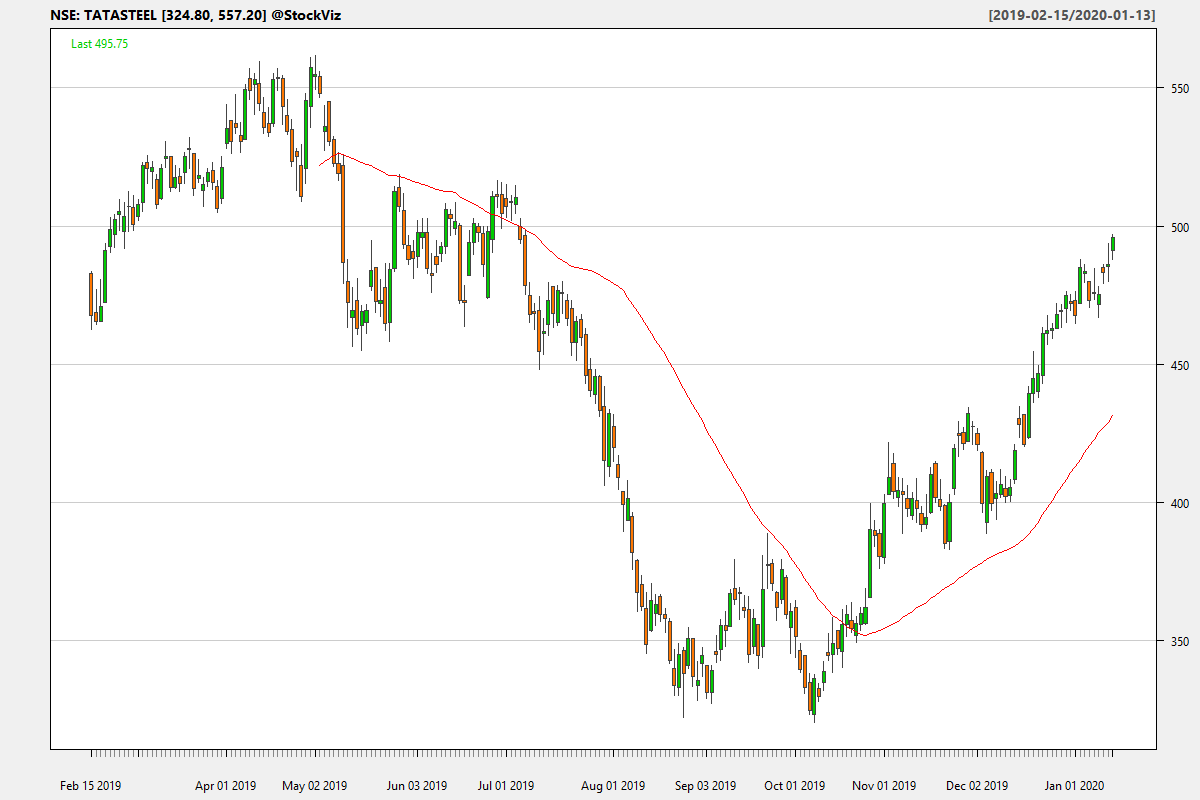 NSE: TATASTEEL [324.80, 557.20] @StockViz [2019-02-15/2020-01-13]
Last 495.75
550
500
450
400
350
Feb 15 2019 Apr 01 2019 May 02 2019 Jun 03 2019 Jul 01 2019 Aug 01 2019 Sep 03 2019 Oct 01 2019 Nov 01 2019 Dec 02 2019 Jan 01 2020